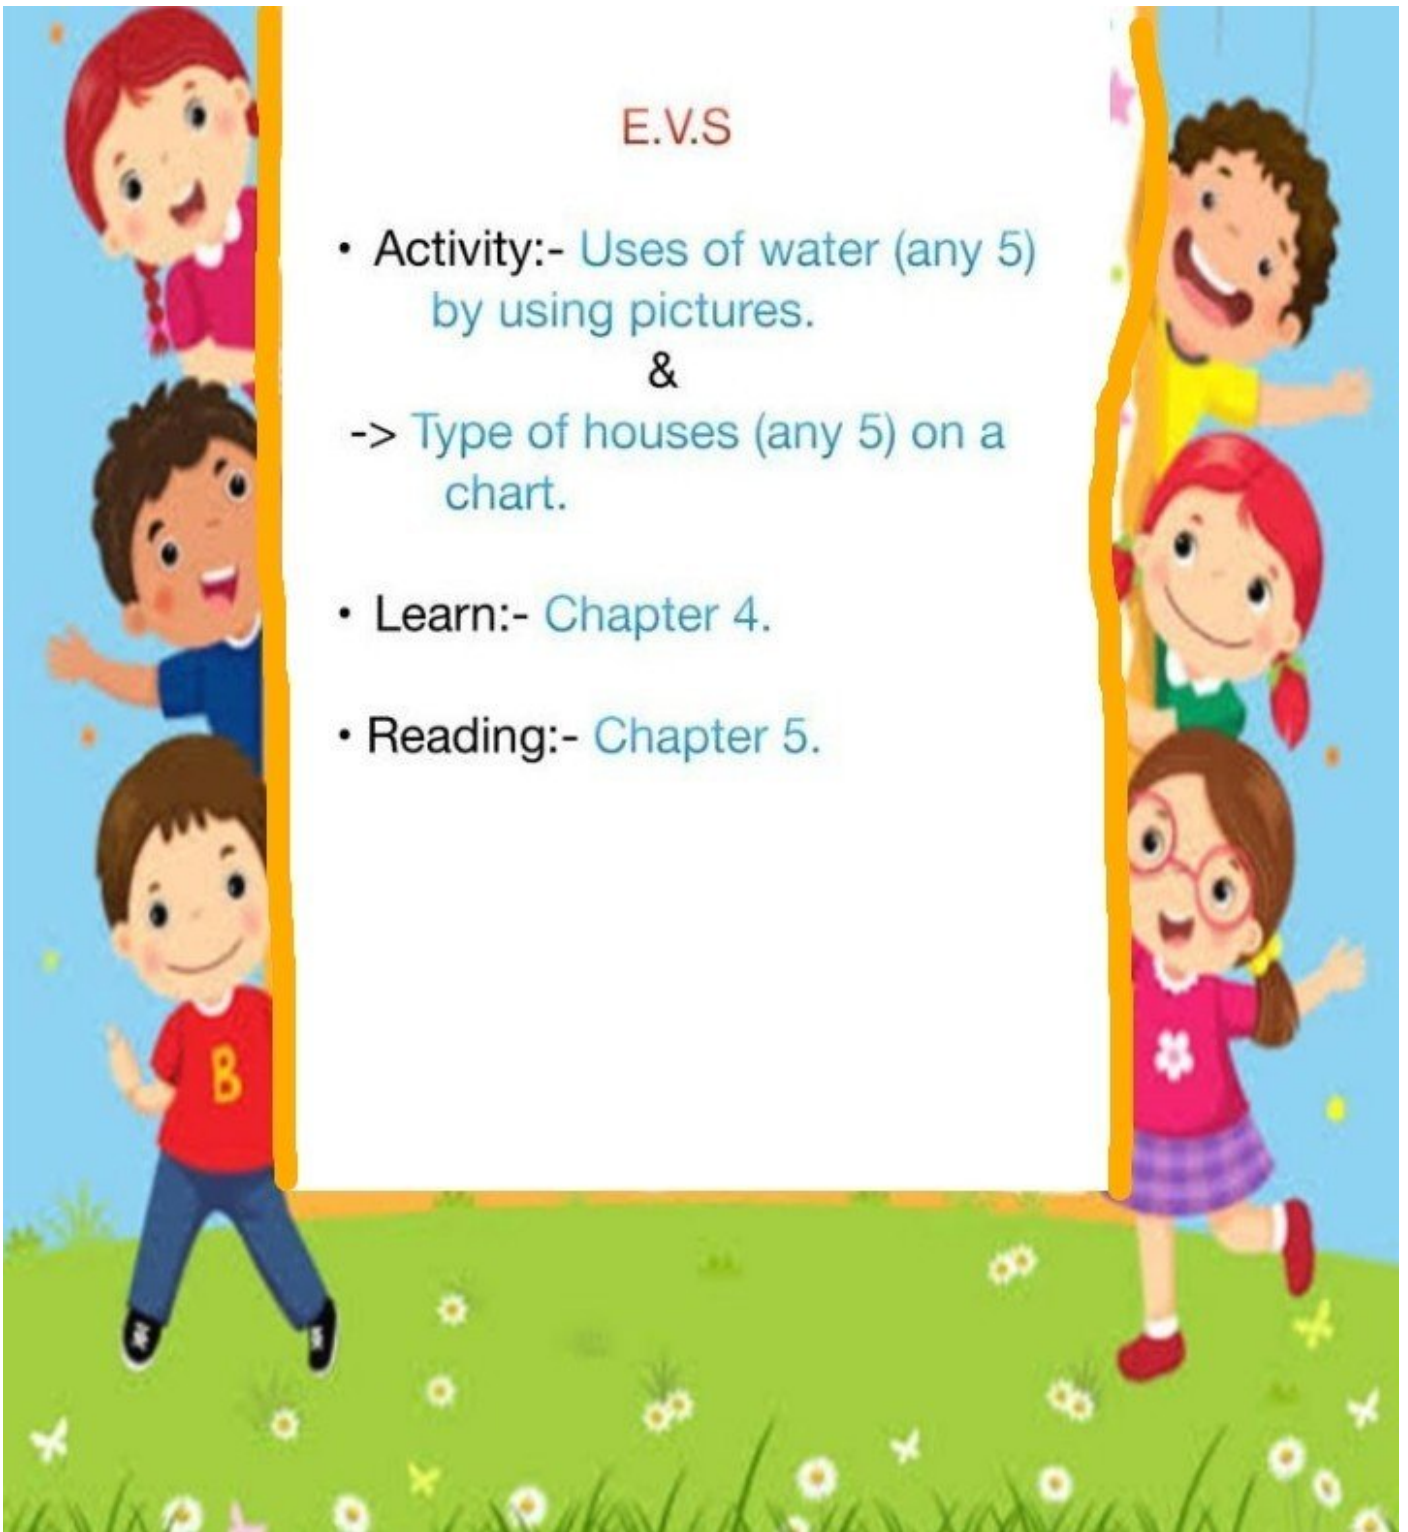 E.V.S
• Activity:- Uses of water (any 5)
by using pictures.
&
-> Type of houses (any 5) on a
chart.
• Learn:- Chapter 4.
• Reading:- Chapter 5.
B